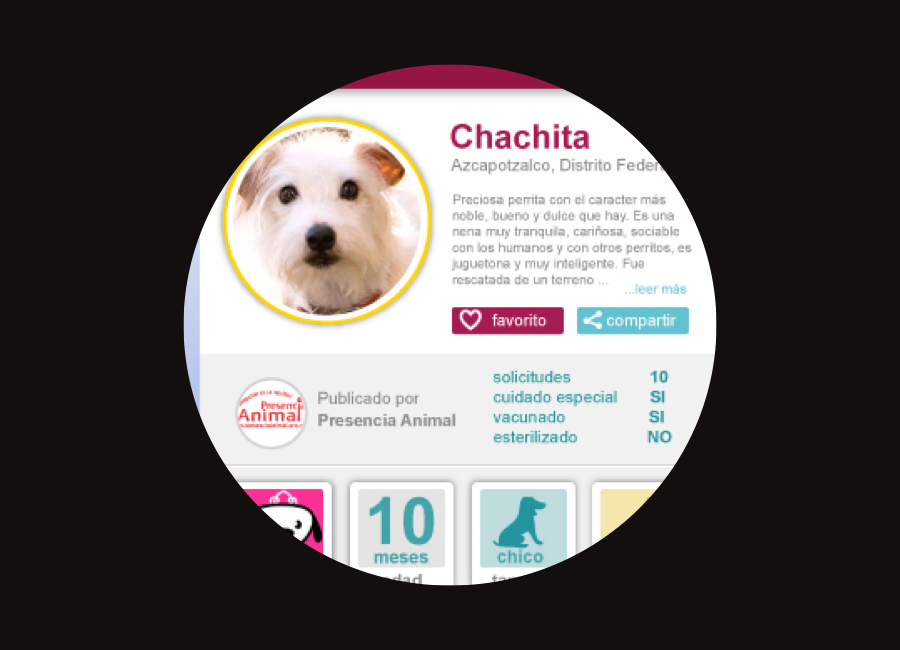 Chachita
Azcapotzalco, Distrito
Preciosa perrita con el caracter más
noble, bueno y dulce que hay. Es una
nena muy tranquila, cariñosa, sociable
con los humanos y con otros perritos, es
juguetona y muy inteligente. Fue
rescatada de un terreno ...
...leer más
favorito
compartir
Presenc
Animal
Publicado por
Presencia Animal
solicitudes 10
cuidado especial SI
vacunado SI
esterilizado NO
10
meses
chico